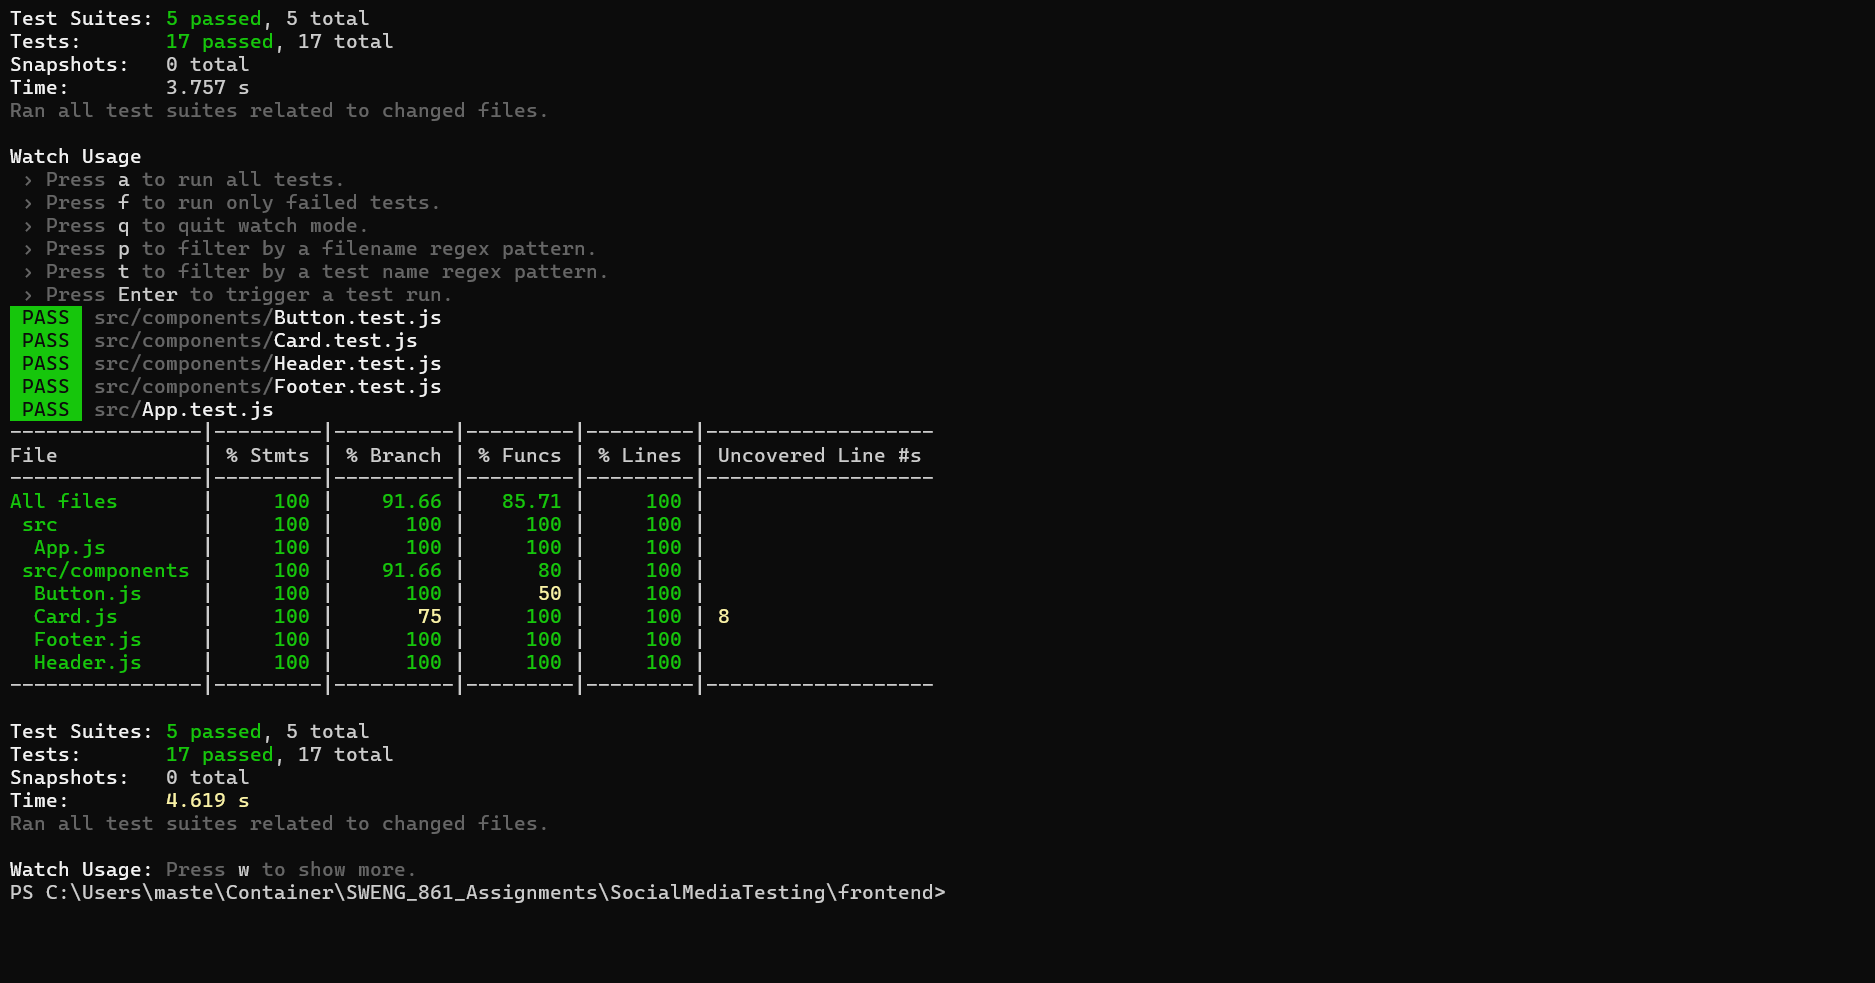 Test Suites: 5 passed, 5 total
Tests:       17 passed, 17 total
Snapshots:   0 total
Time:        3.757 s
Ran all test suites related to changed files.

Watch Usage
 › Press a to run all tests.
 › Press f to run only failed tests.
 › Press q to quit watch mode.
 › Press p to filter by a filename regex pattern.
 › Press t to filter by a test name regex pattern.
 › Press Enter to trigger a test run.
 PASS  src/components/Button.test.js
 PASS  src/components/Card.test.js
 PASS  src/components/Header.test.js
 PASS  src/components/Footer.test.js
 PASS  src/App.test.js
----------------|---------|----------|---------|---------|-------------------
File            | % Stmts | % Branch | % Funcs | % Lines | Uncovered Line #s
----------------|---------|----------|---------|---------|-------------------
All files       |     100 |    91.66 |   85.71 |     100 |
 src            |     100 |      100 |     100 |     100 |
  App.js        |     100 |      100 |     100 |     100 |
 src/components |     100 |    91.66 |      80 |     100 |
  Button.js     |     100 |      100 |      50 |     100 |
  Card.js       |     100 |       75 |     100 |     100 | 8
  Footer.js     |     100 |      100 |     100 |     100 |
  Header.js     |     100 |      100 |     100 |     100 |
----------------|---------|----------|---------|---------|-------------------

Test Suites: 5 passed, 5 total
Tests:       17 passed, 17 total
Snapshots:   0 total
Time:        4.619 s
Ran all test suites related to changed files.

Watch Usage: Press w to show more.
PS C:\Users\maste\Container\SWENG_861_Assignments\SocialMediaTesting\frontend>